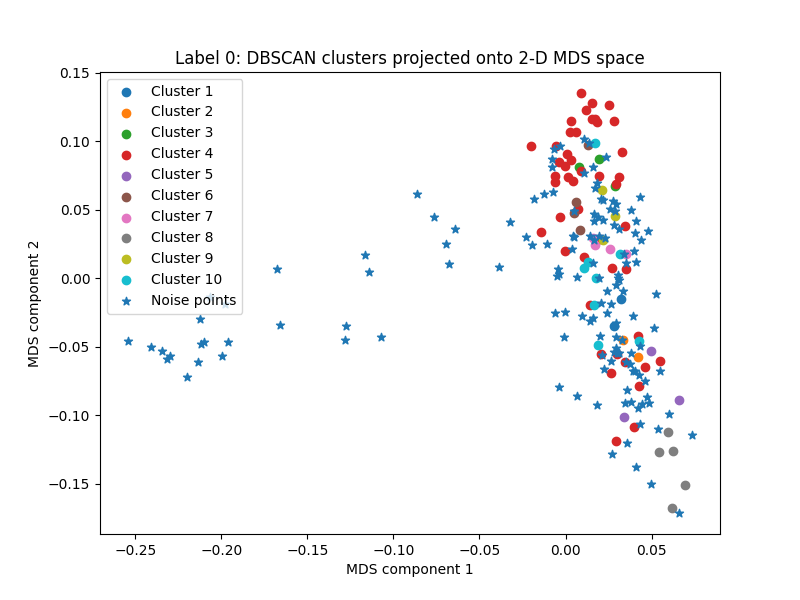 Label 0: DBSCAN clusters projected onto 2-D MDS space
MDS component 2
0.15
0.10
0.05
0.00
−0.05
−0.10
−0.15
Cluster 1
Cluster 2
Cluster 3
Cluster 4
Cluster 5
Cluster 6
Cluster 7
Cluster 8
Cluster 9
Cluster 10
Noise points
−0.25 −0.20 −0.15 −0.10 −0.05 0.00 0.05
MDS component 1